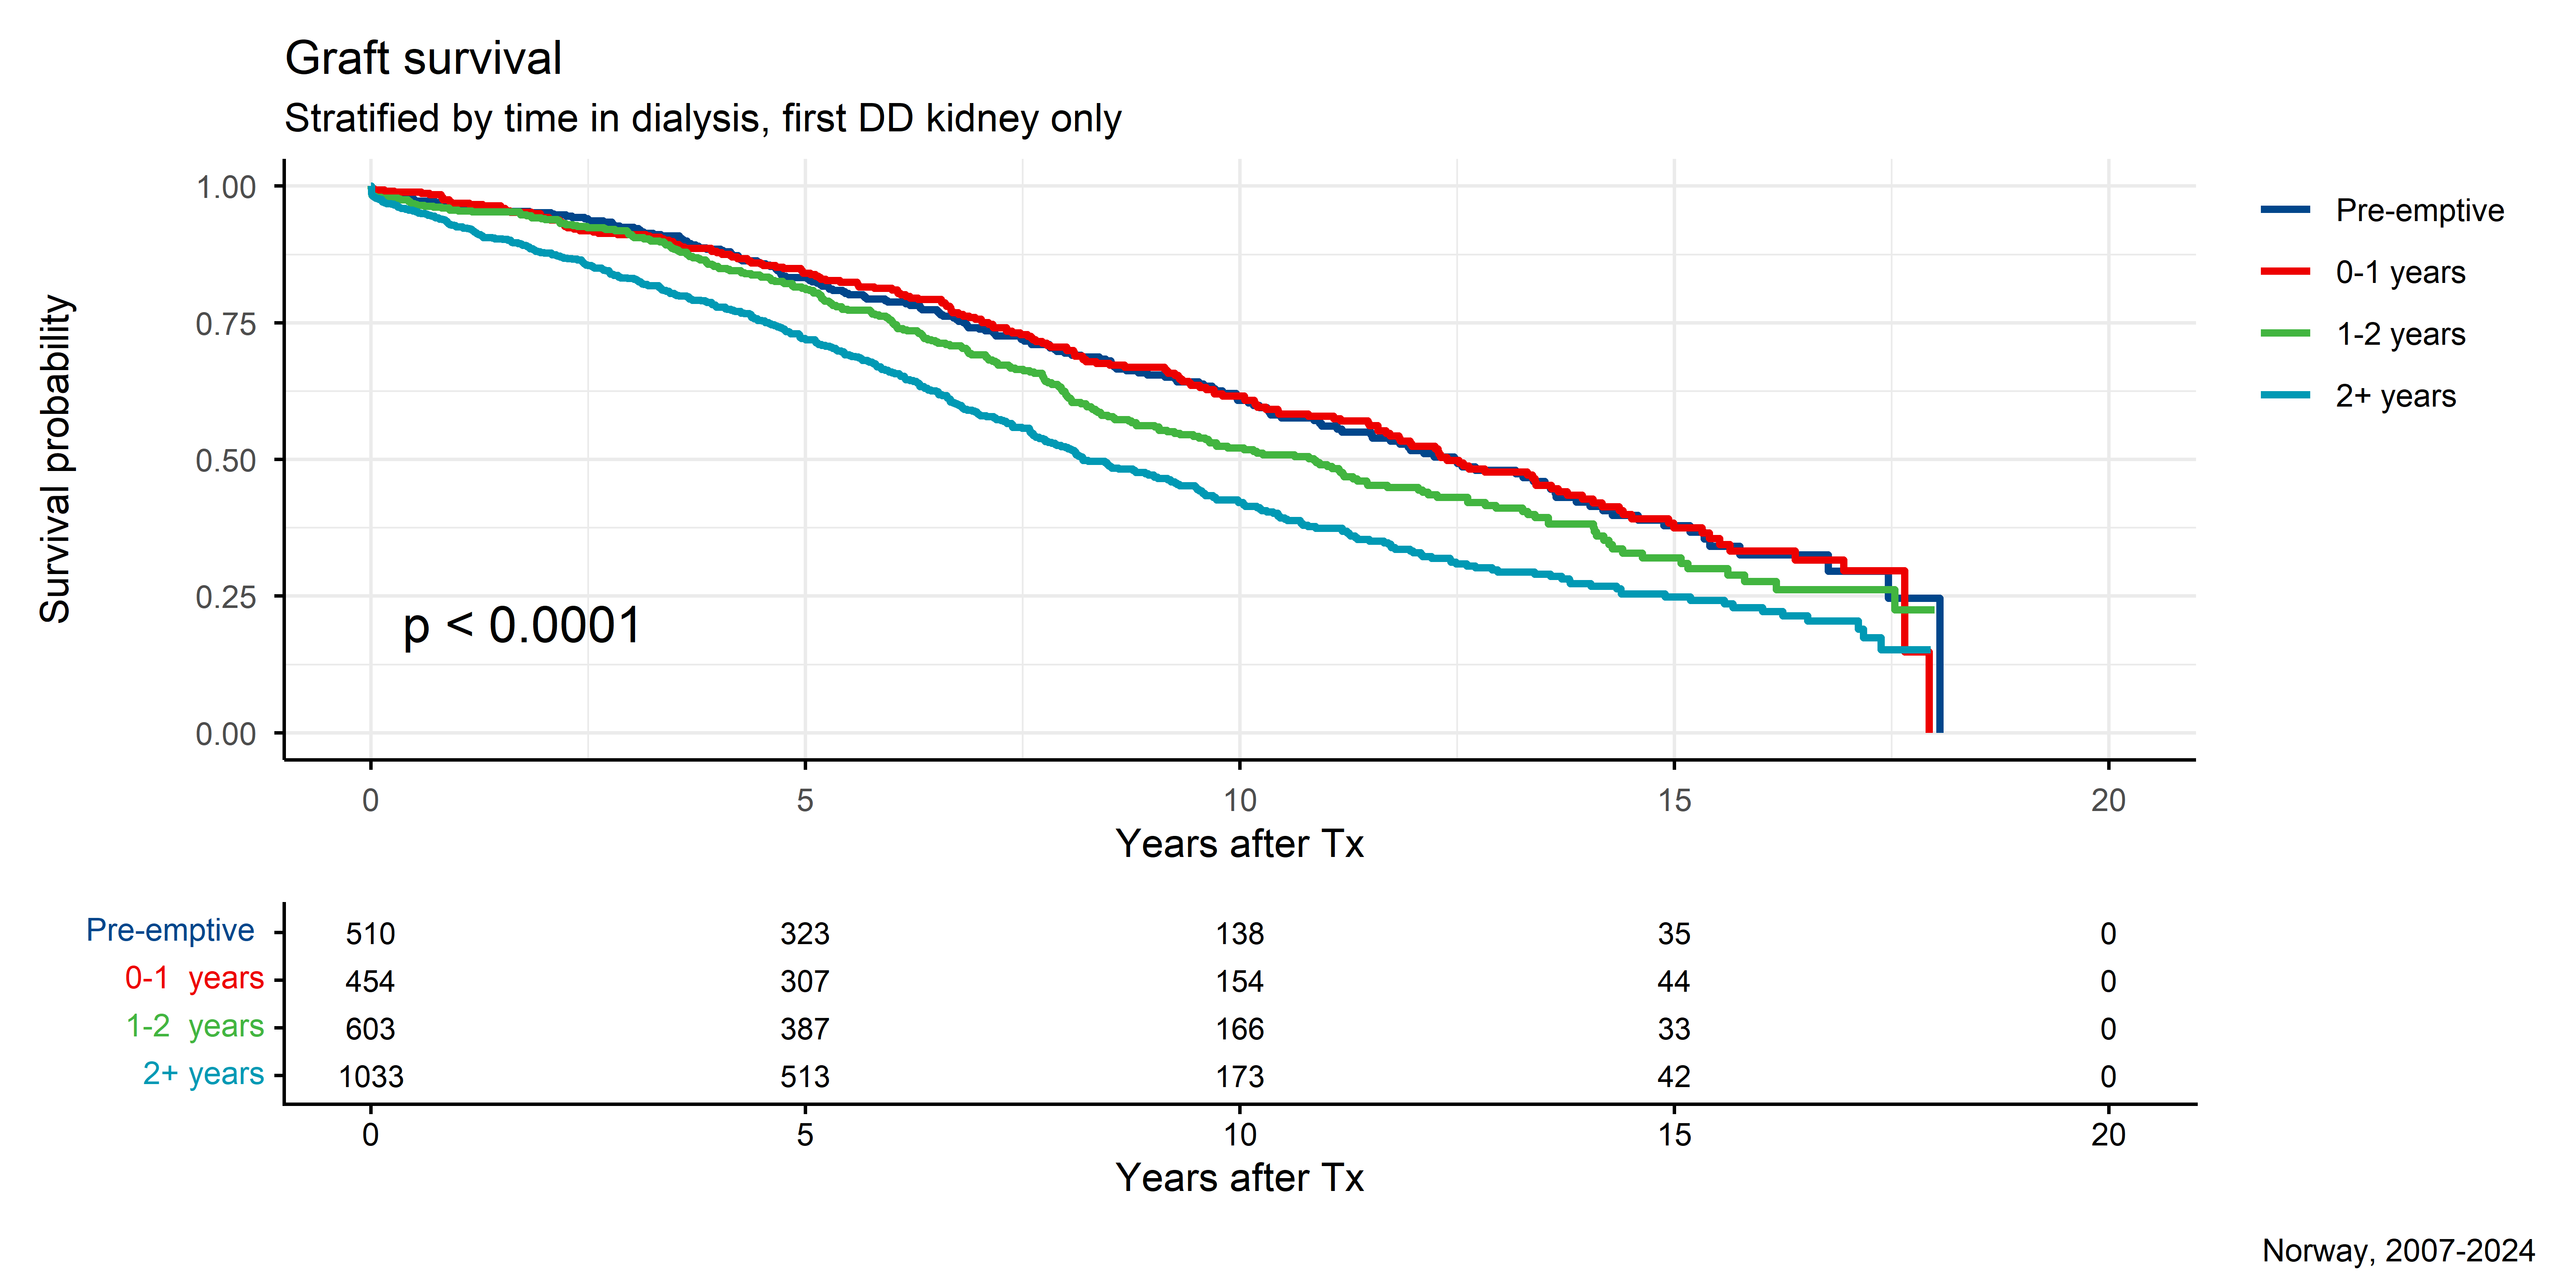 Graft survival
Stratified by time in dialysis, first DD kidney only
Survival probability
1.00
0.75
0.50
0.25
0.00
p < 0.0001
0 5 10 15 20
Years after Tx
Pre-emptive
0-1 years
1-2 years
2+ years
Pre-emptive 510 323 138 35 0
0-1 years 454 307 154 44 0
1-2 years 603 387 166 33 0
2+ years 1033 513 173 42 0
0 5 10 15 20
Years after Tx
Norway, 2007-2024